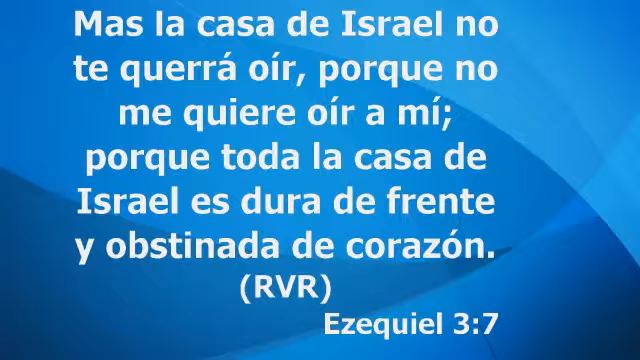 Mas la casa de Israel no
te querrá oír, porque no
me quiere oír a mí;
porque toda la casa de
Israel es dura de frente
y obstinada de corazón.
(RVR)
Ezequiel 3:7